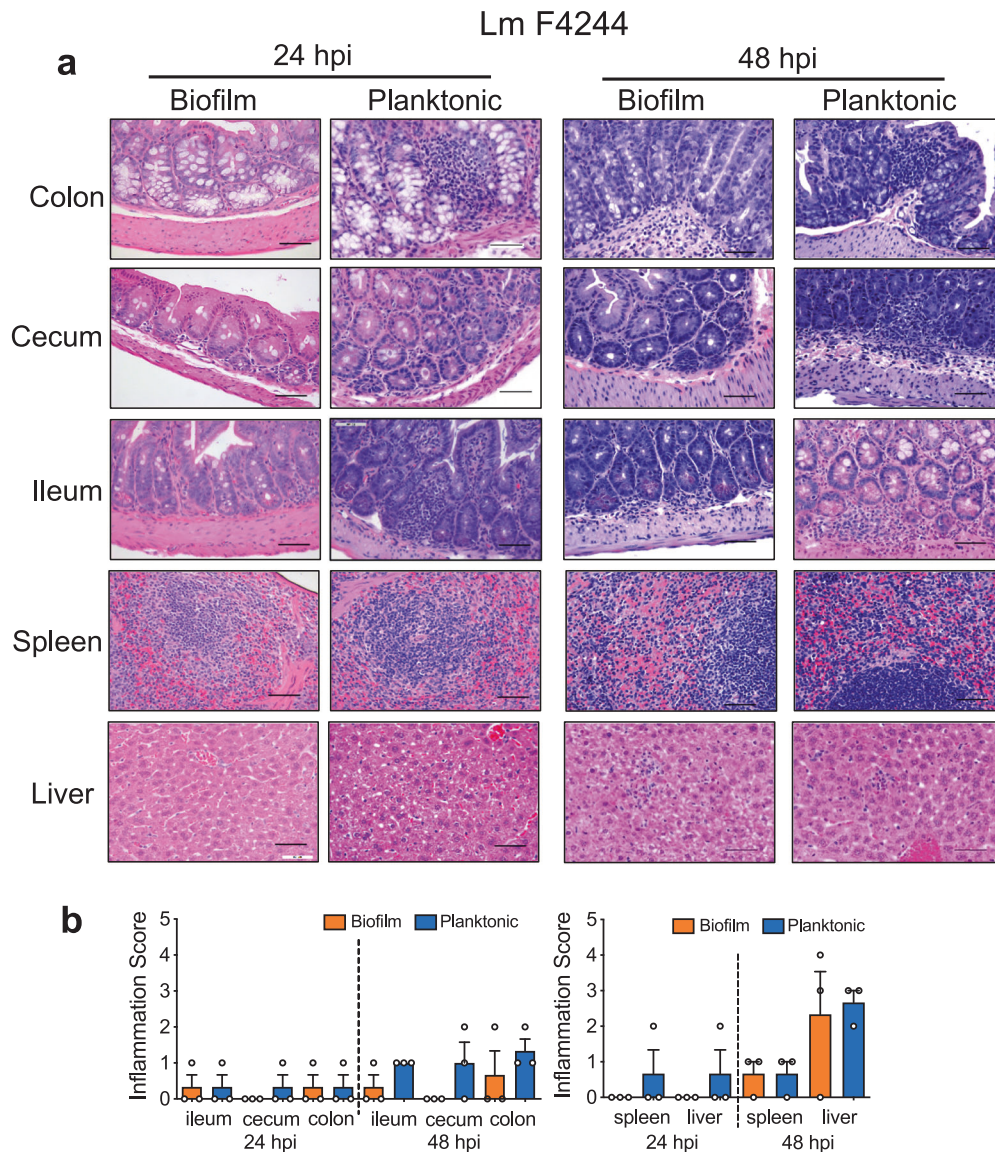 Lm F4244
a
24 hpi
48 hpi
Biofilm
Planktonic
Biofilm
Planktonic
Colon
Cecum
Ileum
Spleen
Liver
b
Inflammation Score
5
4
3
2
1
0
Biofilm
Planktonic
ileum
cecum
colon
ileum
cecum
colon
24 hpi
48 hpi
Inflammation Score
5
4
3
2
1
0
Biofilm
Planktonic
spleen
liver
spleen
liver
24 hpi
48 hpi